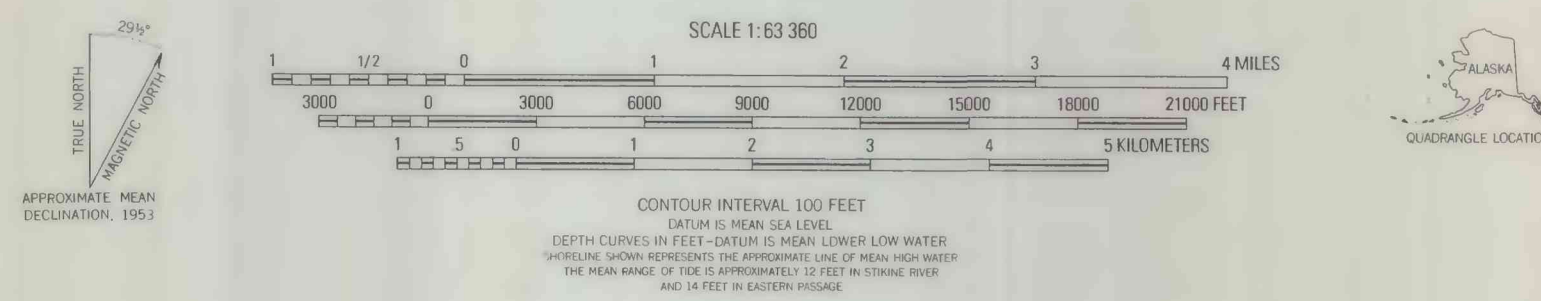 29½°
TRUE NORTH
MAGNETIC NORTH
APPROXIMATE MEAN
DECLINATION, 1953
SCALE 1:63 360
1 1/2 0 1 2 3 4 MILES
3000 0 3000 6000 9000 12000 15000 18000 21000 FEET
1 .5 0 1 2 3 4 5 KILOMETERS
CONTOUR INTERVAL 100 FEET
DATUM IS MEAN SEA LEVEL
DEPTH CURVES IN FEET-DATUM IS MEAN LOWER LOW WATER
SHORELINE SHOWN REPRESENTS THE APPROXIMATE LINE OF MEAN HIGH WATER
THE MEAN RANGE OF TIDE IS APPROXIMATELY 12 FEET IN STIKINE RIVER
AND 14 FEET IN EASTERN PASSAGE
ALASKA
QUADRANGLE LOCATIO